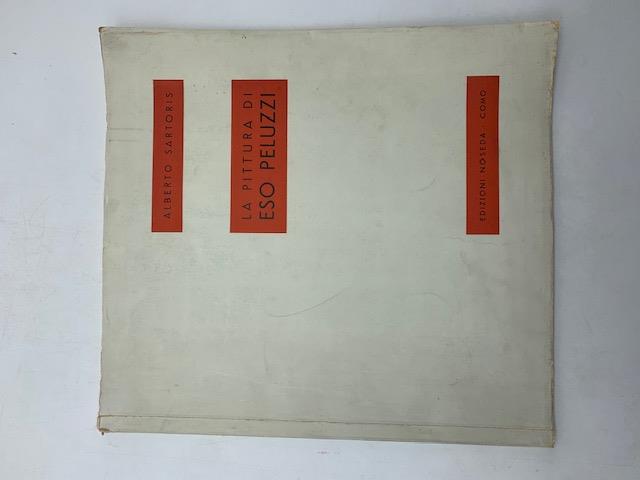 ALBERTO SARTORIS
LA PITTURA DI
ESO PELUZZI
EDIZIONI NOSEDA - COMO